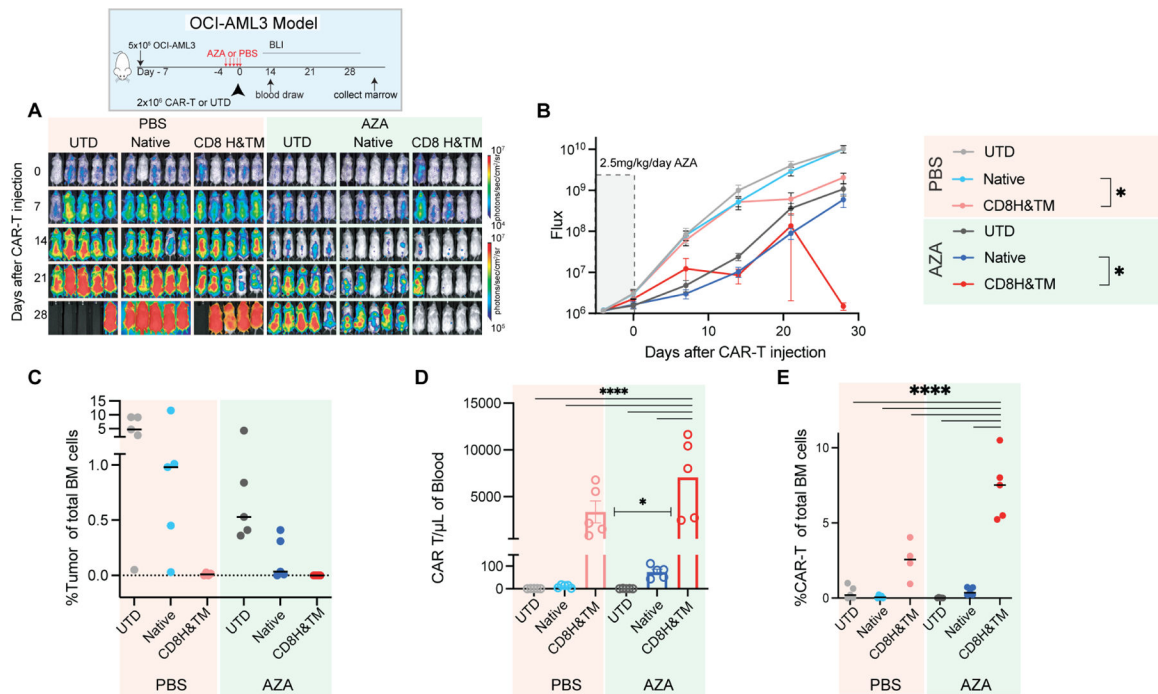 OCI-AML3 Model
5x10⁶ OCI-AML3
AZA or PBS
BLI
Day - 7
-4
0
14
21
28
blood draw
collect marrow
2x10⁶ CAR-T or UTD
A
PBS
AZA
UTD
Native
CD8 H&TM
UTD
Native
CD8 H&TM
Days after CAR-T injection
0
7
14
21
28
10⁷
photons/sec/cm²/sr
10⁴
10⁷
photons/sec/cm²/sr
10⁵
B
2.5mg/kg/day AZA
Flux
10¹⁰
10⁹
10⁸
10⁷
10⁶
0
10
20
30
Days after CAR-T injection
PBS
UTD
Native
CD8H&TM
*
AZA
UTD
Native
CD8H&TM
*
C
%Tumor of total BM cells
15
10
5
1.0
0.5
0.0
UTD
Native
CD8H&TM
UTD
Native
CD8H&TM
PBS
AZA
D
****
CAR T/µL of Blood
15000
10000
5000
100
0
*
UTD
Native
CD8H&TM
UTD
Native
CD8H&TM
PBS
AZA
E
****
%CAR-T of total BM cells
10
5
0
UTD
Native
CD8H&TM
UTD
Native
CD8H&TM
PBS
AZA